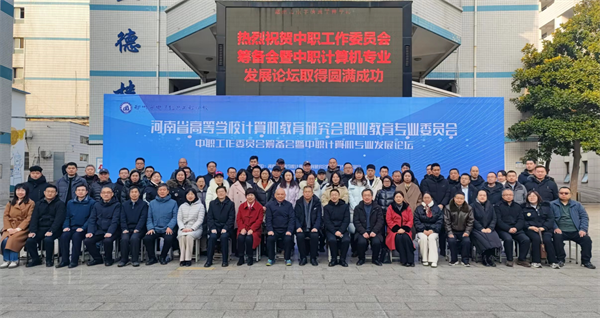 热烈祝贺中职工作委员会
筹备会暨中职计算机专业
发展论坛取得圆满成功
德
河南省高等学校计算机教育研究会职业教育专业委员会
中职工作委员会筹备会暨中职计算机专业发展论坛